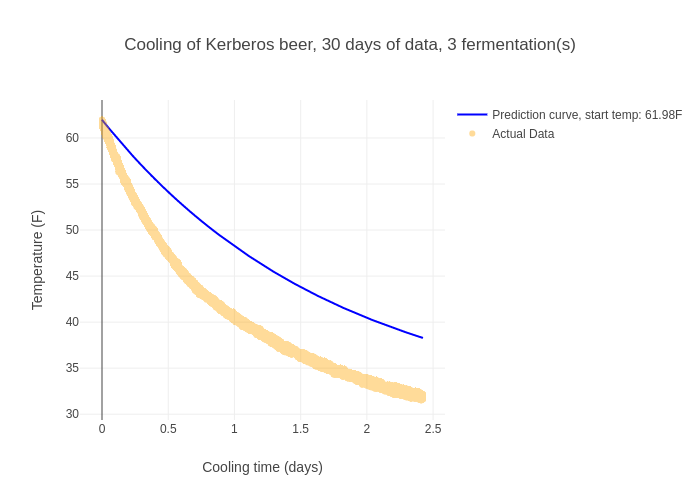 Cooling of Kerberos beer, 30 days of data, 3 fermentation(s)
Prediction curve, start temp: 61.98F
Actual Data
Temperature (F)
60
55
50
45
40
35
30
0
0.5
1
1.5
2
2.5
Cooling time (days)